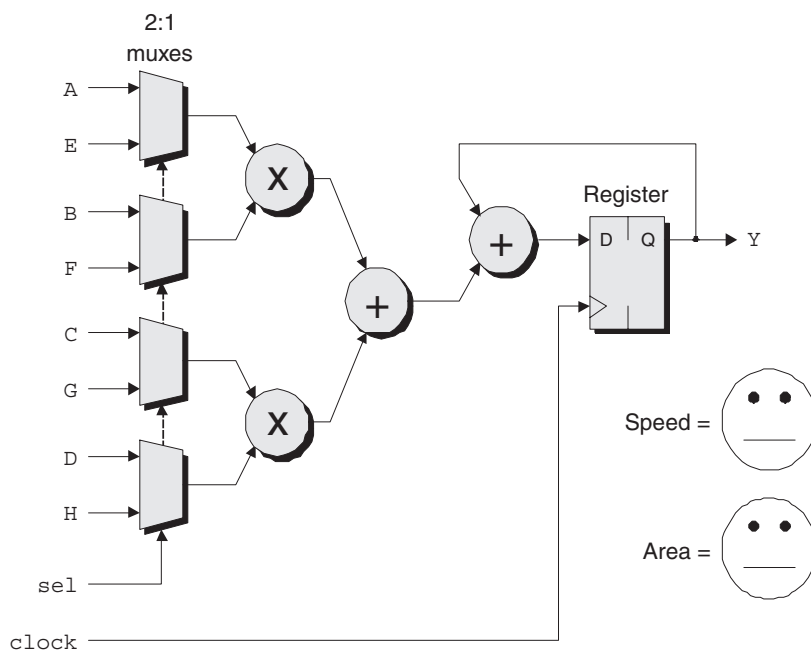 2:1
muxes
A
E
B
F
C
G
D
H
sel
clock
x
x
+
+
Register
D Q
Y
Speed =
Area =